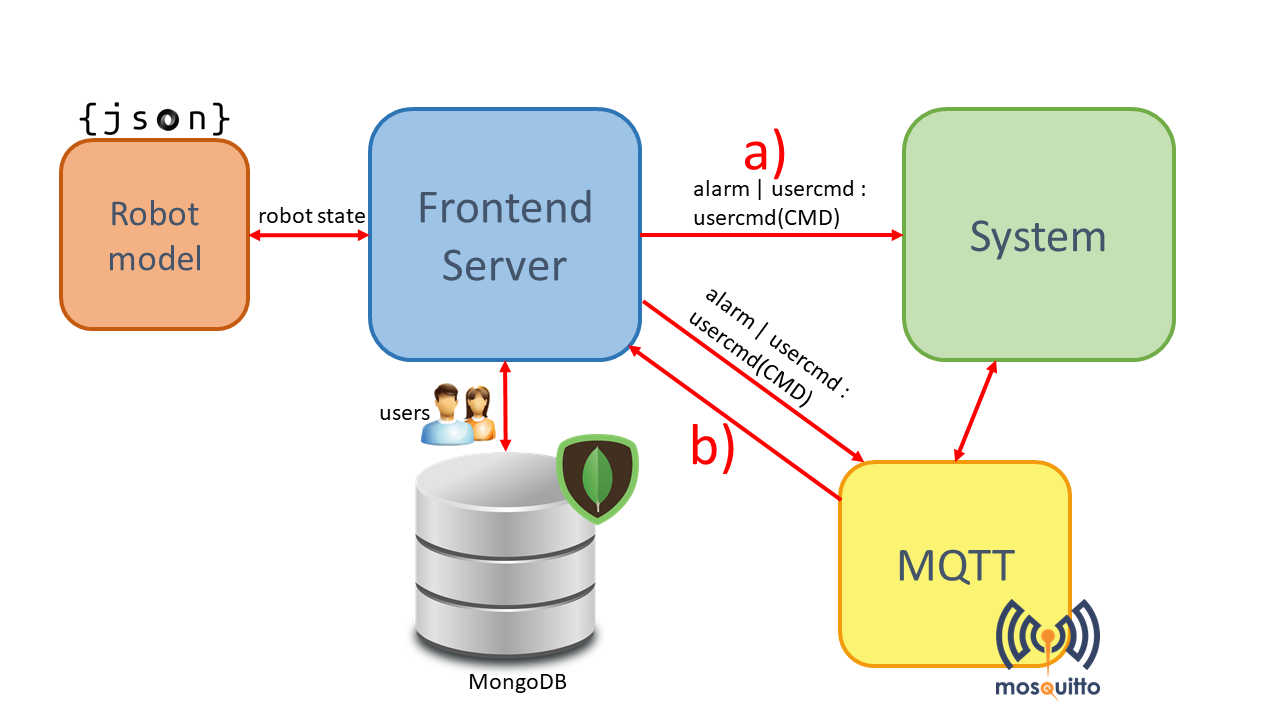 {json}
Robot
model
robot state
Frontend
Server
a)
alarm | usercmd :
usercmd(CMD)
System
alarm | usercmd :
usercmd(CMD)
users
b)
MQTT
mosquitto
MongoDB